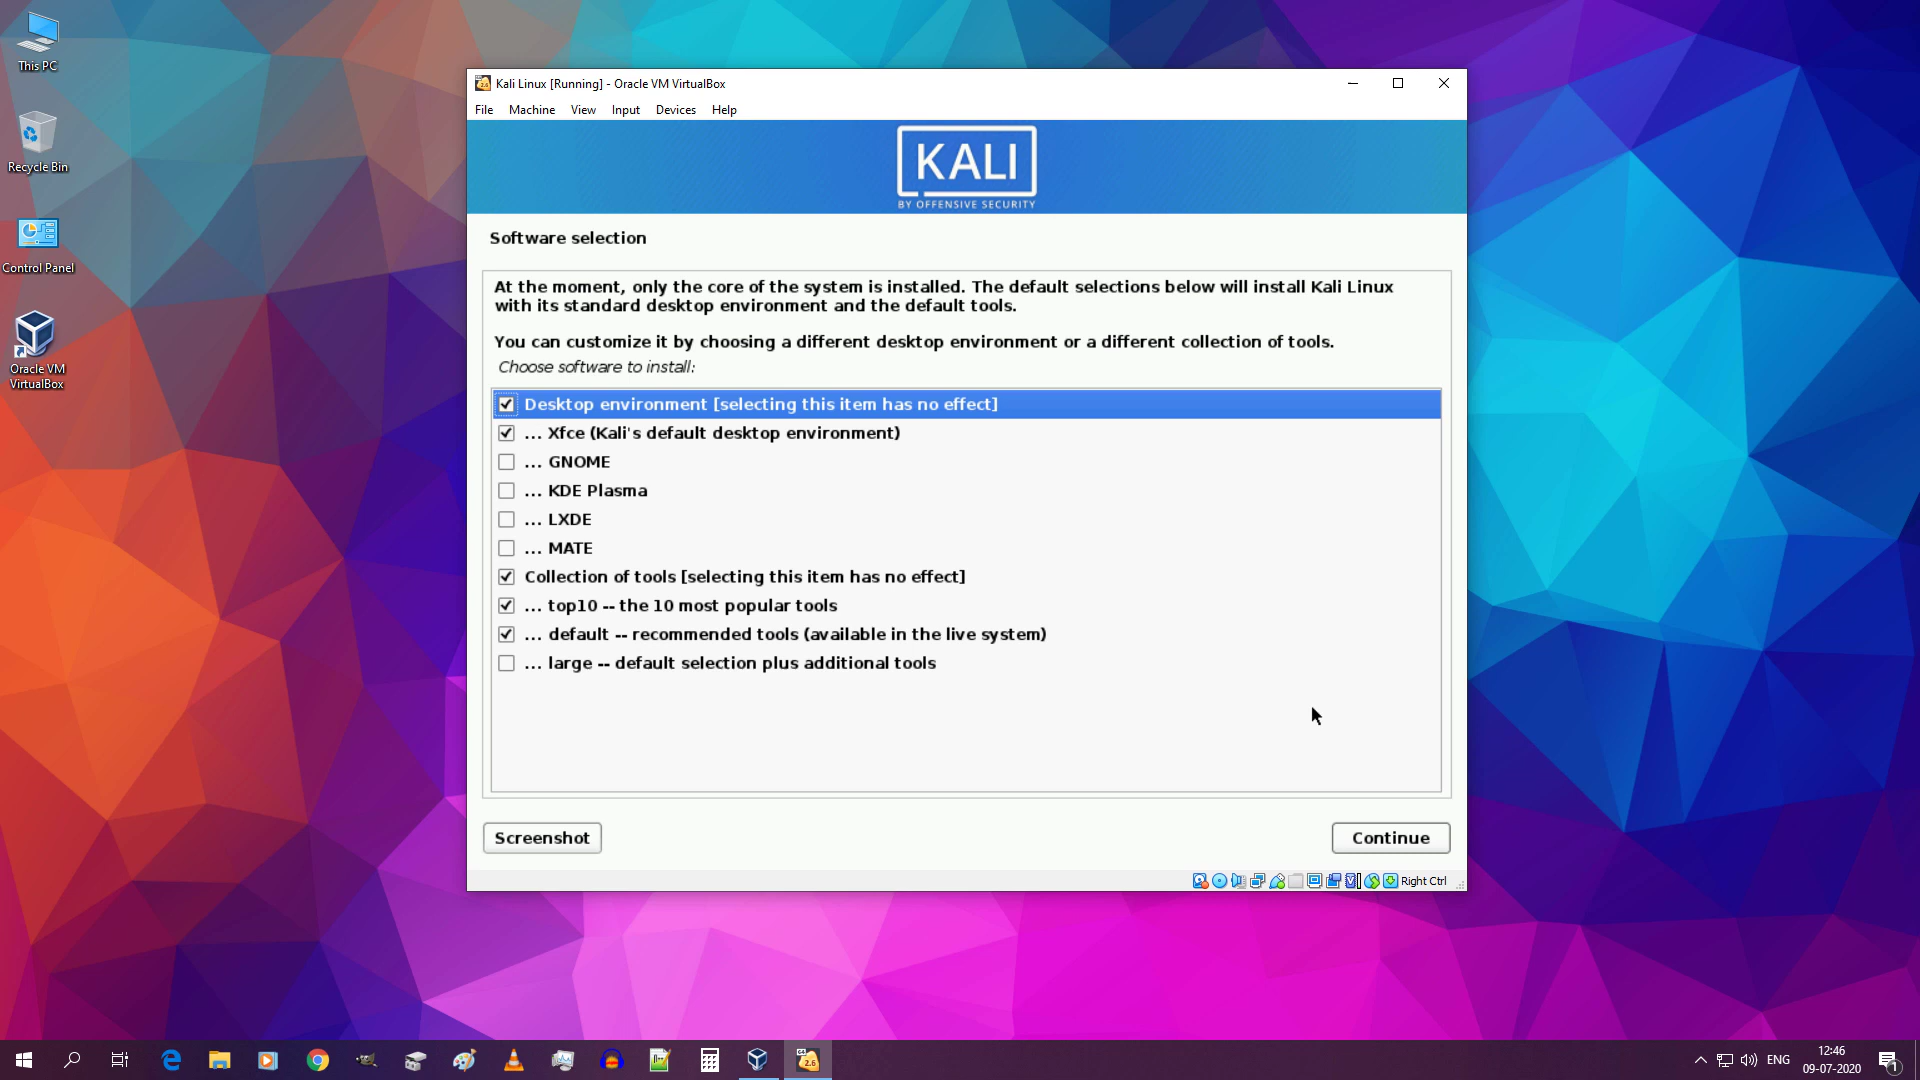 This PC
Recycle Bin
Control Panel
Oracle VM
VirtualBox
Kali Linux [Running] - Oracle VM VirtualBox
File Machine View Input Devices Help
KALI
BY OFFENSIVE SECURITY
Software selection
At the moment, only the core of the system is installed. The default selections below will install Kali Linux
with its standard desktop environment and the default tools.
You can customize it by choosing a different desktop environment or a different collection of tools.
Choose software to install:
Desktop environment [selecting this item has no effect]
... Xfce (Kali's default desktop environment)
... GNOME
... KDE Plasma
... LXDE
... MATE
Collection of tools [selecting this item has no effect]
... top10 -- the 10 most popular tools
... default -- recommended tools (available in the live system)
... large -- default selection plus additional tools
Screenshot
Continue
Right Ctrl
64
2.6
ENG
12:46
09-07-2020
1